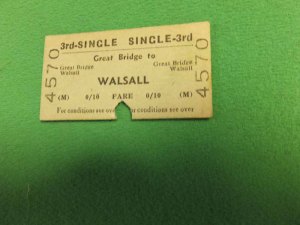 3rd-SINGLE SINGLE-3rd
Great Bridge to
Great Bridge Great Bridge
Walsall Walsall
WALSALL
(M) 0/10 FARE 0/10 (M)
For conditions see over For conditions see over
4570
4570